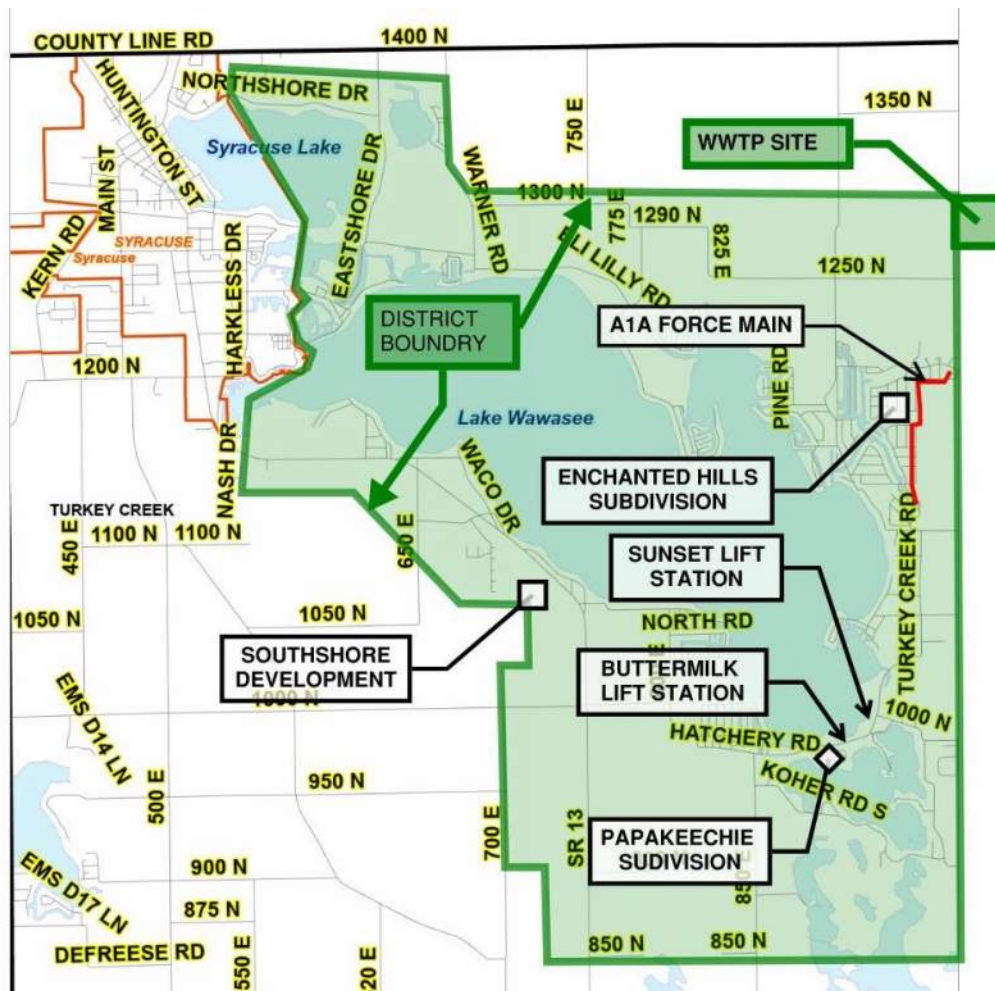 COUNTY LINE RD
1400 N
HUNTINGTON ST
NORTHSHORE DR
1350 N
Syracuse Lake
750 E
WWTP SITE
MAIN ST
EASTSHORE DR
WARNER RD
1300 N
775 E
1290 N
825 E
KERN RD
SYRACUSE
Syracuse
HARKLESS DR
ELI LILLY RD
1250 N
DISTRICT
BOUNDRY
A1A FORCE MAIN
1200 N
PINE RD
Lake Wawasee
NASH DR
WACO DR
ENCHANTED HILLS
SUBDIVISION
TURKEY CREEK
450 E
1100 N
1100 N
650 E
SUNSET LIFT
STATION
TURKEY CREEK RD
1050 N
1050 N
NORTH RD
SOUTHSHORE
DEVELOPMENT
BUTTERMILK
LIFT STATION
1000 N
1000 N
EMS D14 LN
HATCHERY RD
KOHER RD S
500 E
950 N
700 E
SR 13
PAPAKEECHIE
SUDIVISION
900 N
850 E
EMS D17 LN
875 N
DEFREESE RD
550 E
20 E
850 N
850 N